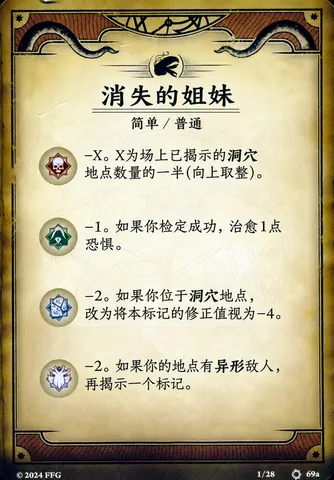 消失的姐妹
简单 / 普通
–X。X为场上已揭示的洞穴
地点数量的一半(向上取整)。
–1。如果你检定成功，治愈1点
恐惧。
–2。如果你位于洞穴地点，
改为将本标记的修正值视为–4。
–2。如果你的地点有异形敌人，
再揭示一个标记。
© 2024 FFG
1/28
69a